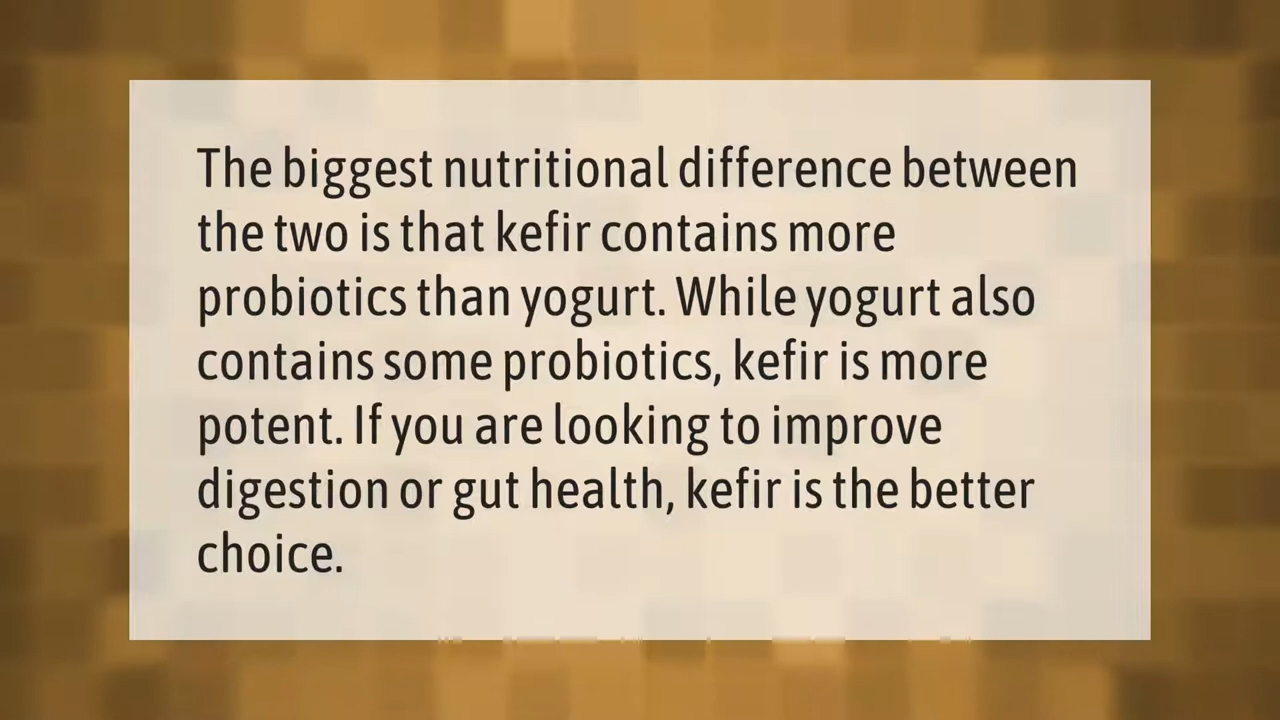 The biggest nutritional difference between
the two is that kefir contains more
probiotics than yogurt. While yogurt also
contains some probiotics, kefir is more
potent. If you are looking to improve
digestion or gut health, kefir is the better
choice.